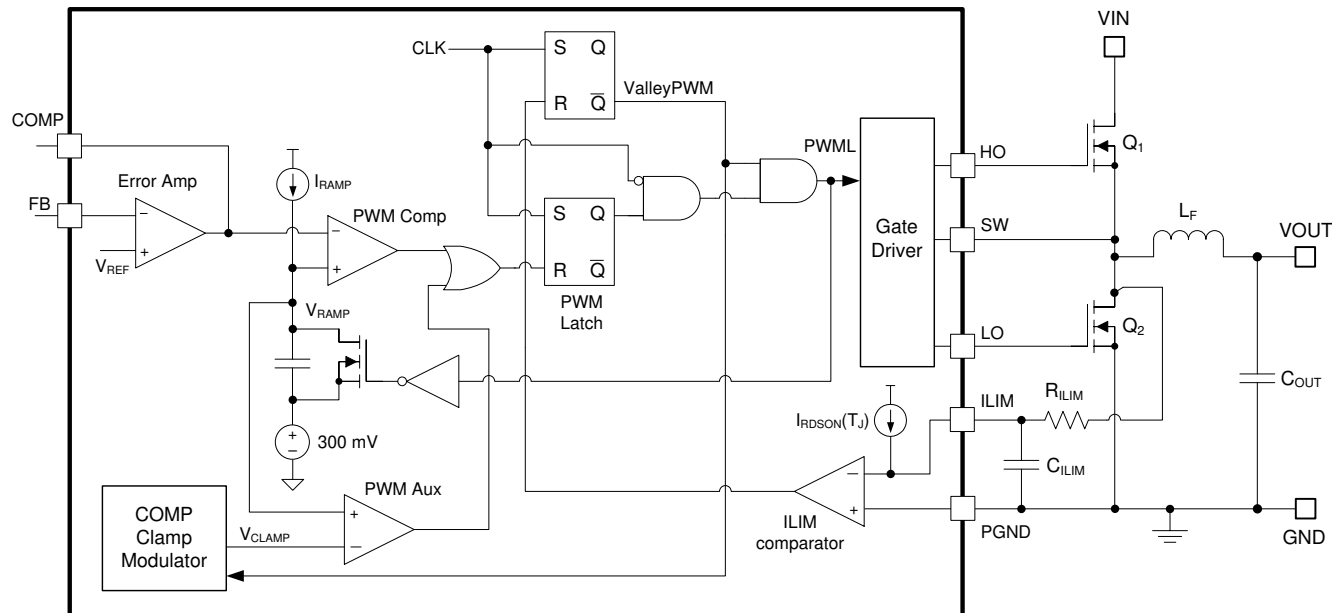 VIN
CLK
S Q
R Q̅
ValleyPWM
COMP
PWML
HO
Q1
Error Amp
IRAMP
FB
PWM Comp
S Q
R Q̅
Gate
Driver
SW
LF
VOUT
−
+
VREF
−
+
PWM
Latch
VRAMP
LO
Q2
COUT
ILIM
RILIM
IRDSON(TJ)
+
−
300 mV
CILIM
PWM Aux
−
+
ILIM
comparator
COMP
Clamp
Modulator
VCLAMP
+
−
PGND
GND